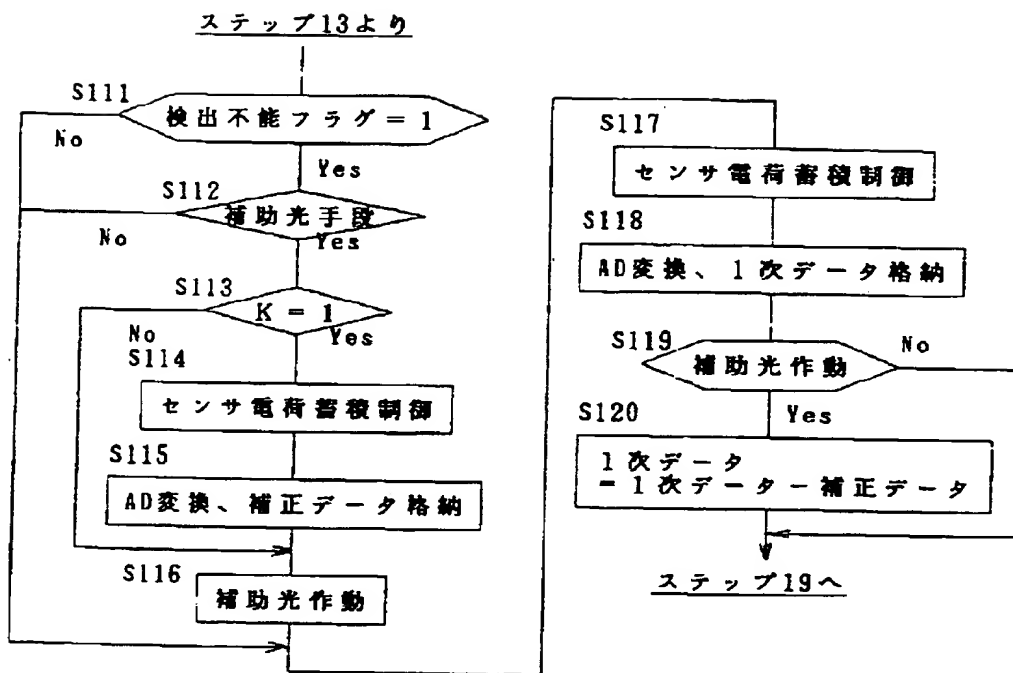 ステップ13より
S111
検出不能フラグ=1
No
Yes
S112
補助光手段
No
Yes
S113
K = 1
No
Yes
S114
センサ電荷蓄積制御
S115
AD変換、補正データ格納
S116
補助光作動
S117
センサ電荷蓄積制御
S118
AD変換、1次データ格納
S119
補助光作動
No
Yes
S120
1次データ
=1次データー補正データ
ステップ19へ